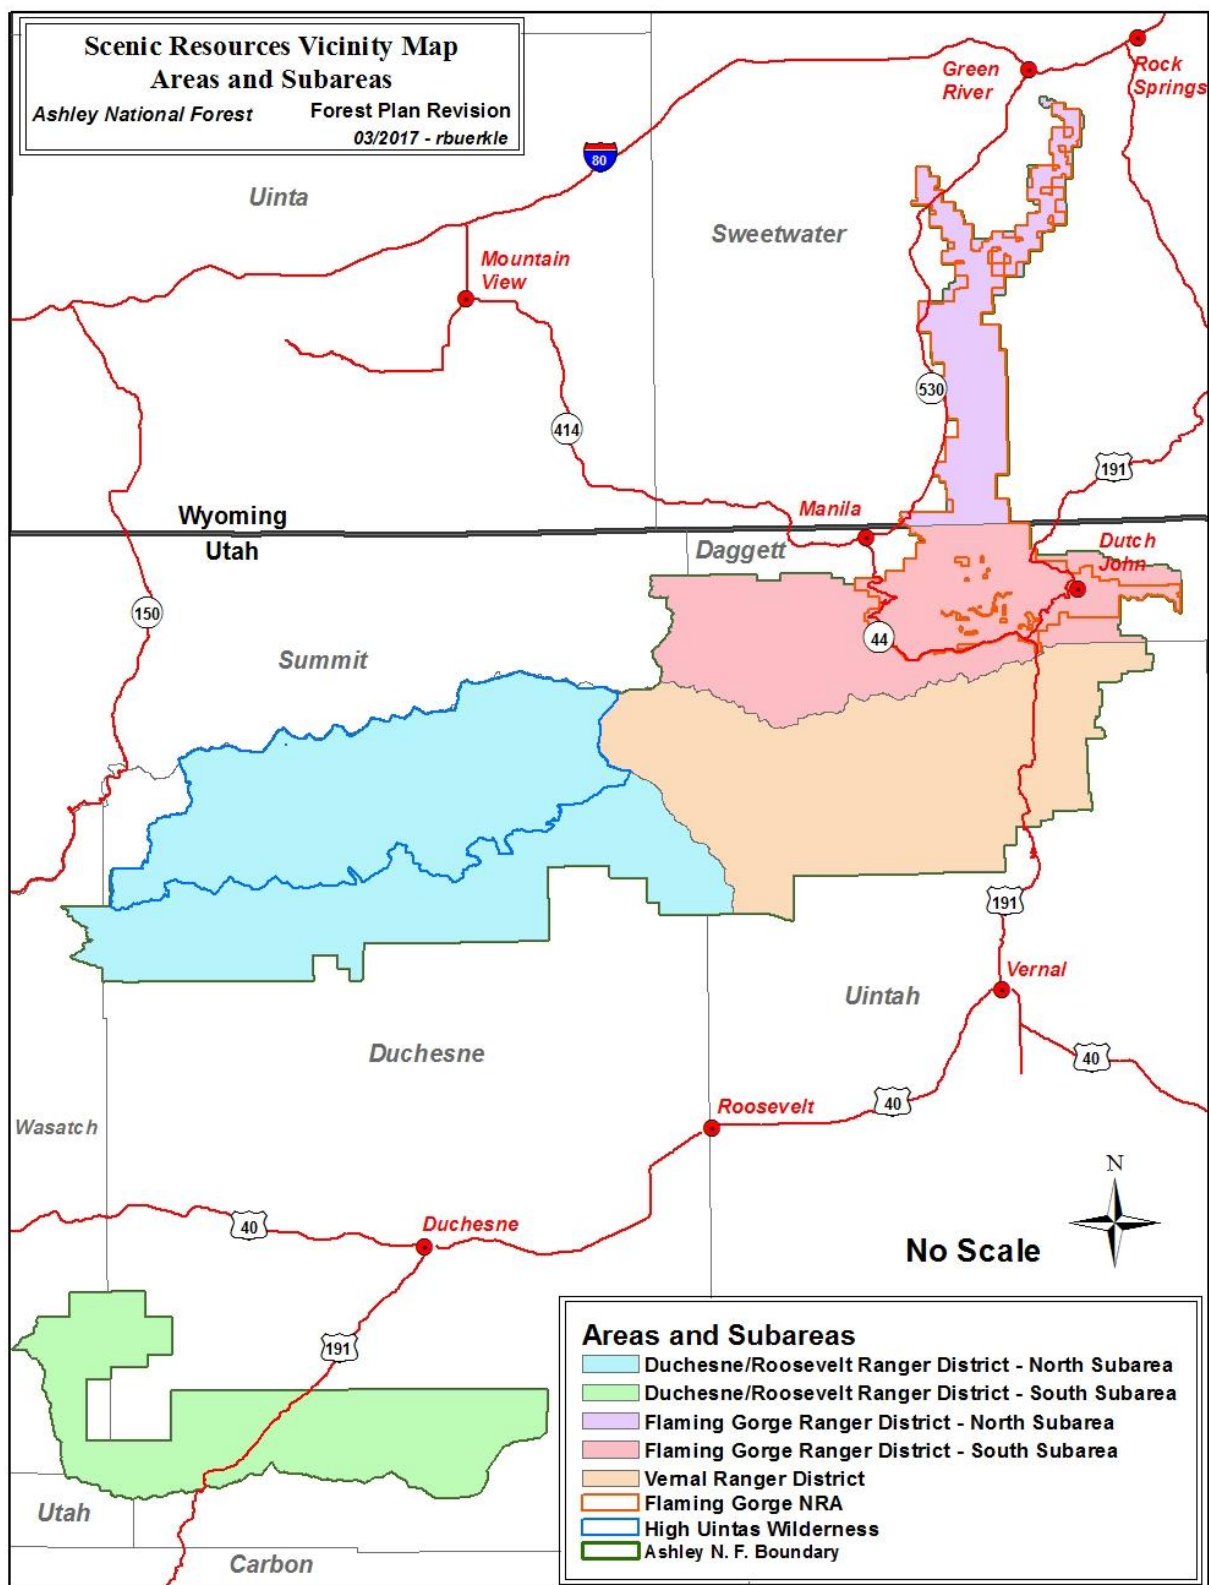 Scenic Resources Vicinity Map
Areas and Subareas
Ashley National Forest Forest Plan Revision
03/2017 - rbuerkle
Green
River
Rock
Springs
80
Uinta
Sweetwater
Mountain
View
530
414
191
Wyoming
Manila
Utah
Daggett
Dutch
John
150
44
Summit
191
Vernal
Uintah
Duchesne
40
40
Roosevelt
Wasatch
N
40
Duchesne
No Scale
191
Utah
Carbon
Areas and Subareas
Duchesne/Roosevelt Ranger District - North Subarea
Duchesne/Roosevelt Ranger District - South Subarea
Flaming Gorge Ranger District - North Subarea
Flaming Gorge Ranger District - South Subarea
Vernal Ranger District
Flaming Gorge NRA
High Uintas Wilderness
Ashley N. F. Boundary